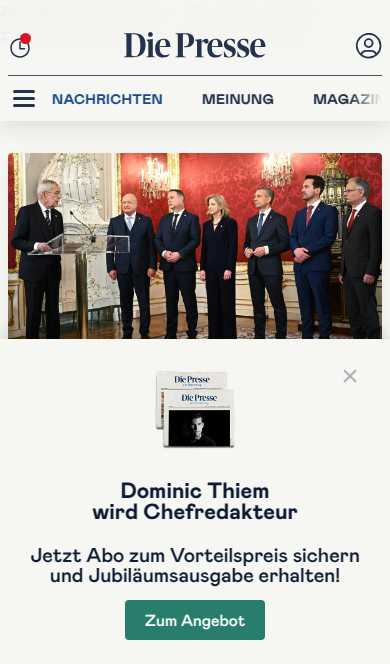 Die Presse
NACHRICHTEN MEINUNG MAGAZIN
Die Presse
Die Presse
Dominic Thiem
wird Chefredakteur
Jetzt Abo zum Vorteilspreis sichern
und Jubiläumsausgabe erhalten!
Zum Angebot